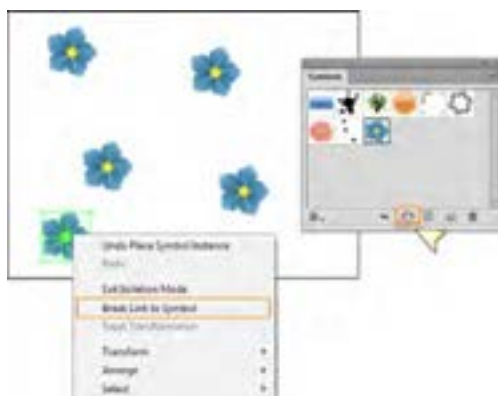 Symbols
Undo Place Symbol Instance
Redo
Exit Isolation Mode
Break Link to Symbol
Reset Transformation
Transform
Arrange
Select